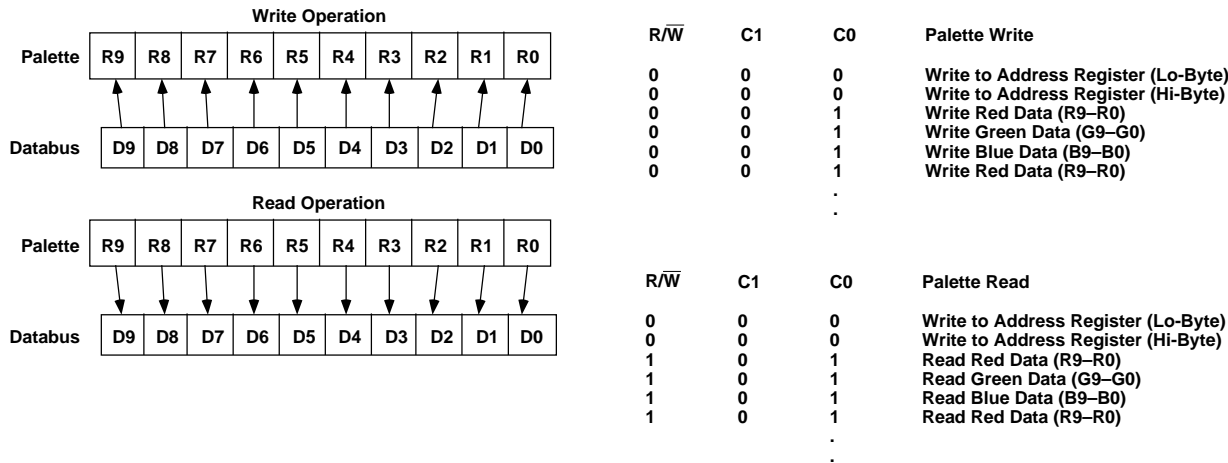 Write Operation
Palette R9 R8 R7 R6 R5 R4 R3 R2 R1 R0
Databus D9 D8 D7 D6 D5 D4 D3 D2 D1 D0
Read Operation
Palette R9 R8 R7 R6 R5 R4 R3 R2 R1 R0
Databus D9 D8 D7 D6 D5 D4 D3 D2 D1 D0
R/W̅ C1 C0 Palette Write
0 0 0 Write to Address Register (Lo-Byte)
0 0 0 Write to Address Register (Hi-Byte)
0 0 1 Write Red Data (R9–R0)
0 0 1 Write Green Data (G9–G0)
0 0 1 Write Blue Data (B9–B0)
0 0 1 Write Red Data (R9–R0)
.
.
R/W̅ C1 C0 Palette Read
0 0 0 Write to Address Register (Lo-Byte)
0 0 0 Write to Address Register (Hi-Byte)
1 0 1 Read Red Data (R9–R0)
1 0 1 Read Green Data (G9–G0)
1 0 1 Read Blue Data (B9–B0)
1 0 1 Read Red Data (R9–R0)
.
.